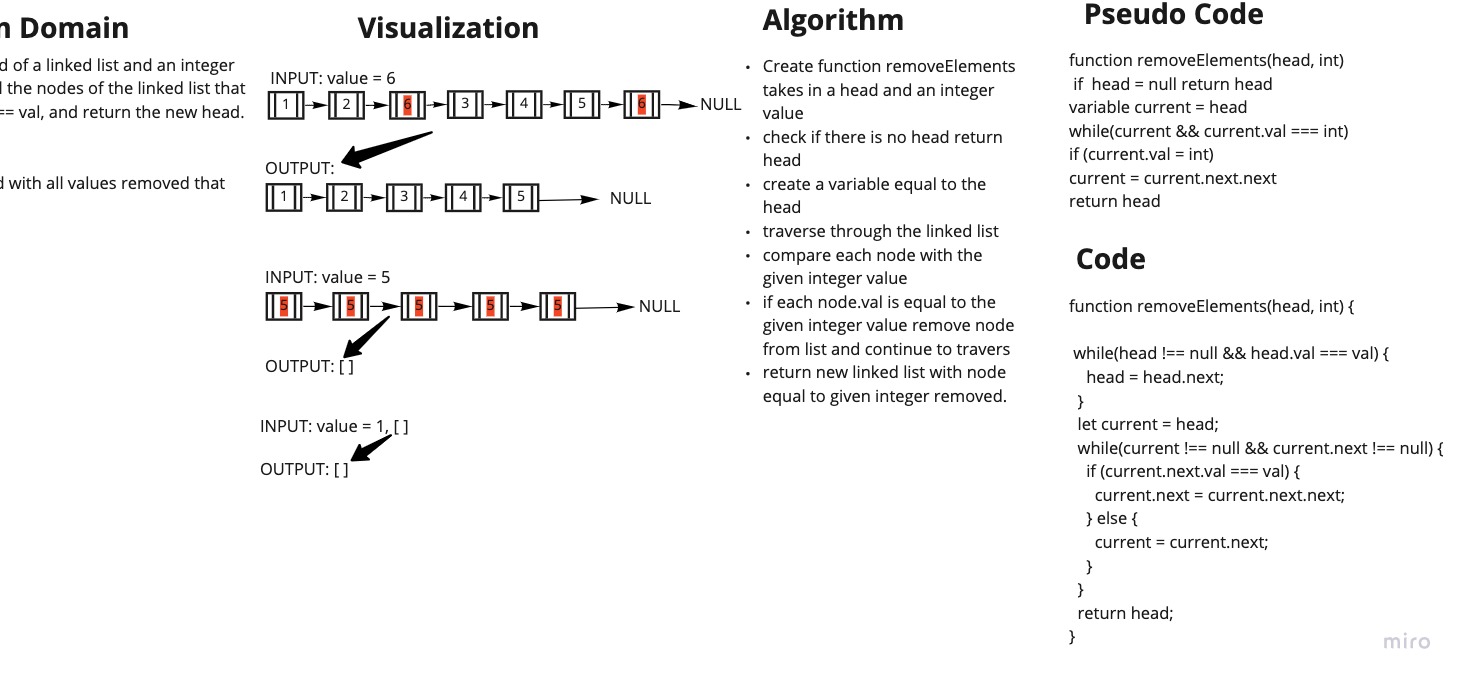 n Domain
d of a linked list and an integer
l the nodes of the linked list that
== val, and return the new head.
d with all values removed that
Visualization
INPUT: value = 6
1 2 6 3 4 5 6 NULL
OUTPUT:
1 2 3 4 5 NULL
INPUT: value = 5
5 5 5 5 5 NULL
OUTPUT: [ ]
INPUT: value = 1, [ ]
OUTPUT: [ ]
Algorithm
• Create function removeElements
takes in a head and an integer
value
• check if there is no head return
head
• create a variable equal to the
head
• traverse through the linked list
• compare each node with the
given integer value
• if each node.val is equal to the
given integer value remove node
from list and continue to travers
• return new linked list with node
equal to given integer removed.
Pseudo Code
function removeElements(head, int)
if head = null return head
variable current = head
while(current && current.val === int)
if (current.val = int)
current = current.next.next
return head
Code
function removeElements(head, int) {
while(head !== null && head.val === val) {
head = head.next;
}
let current = head;
while(current !== null && current.next !== null) {
if (current.next.val === val) {
current.next = current.next.next;
} else {
current = current.next;
}
}
return head;
}
miro